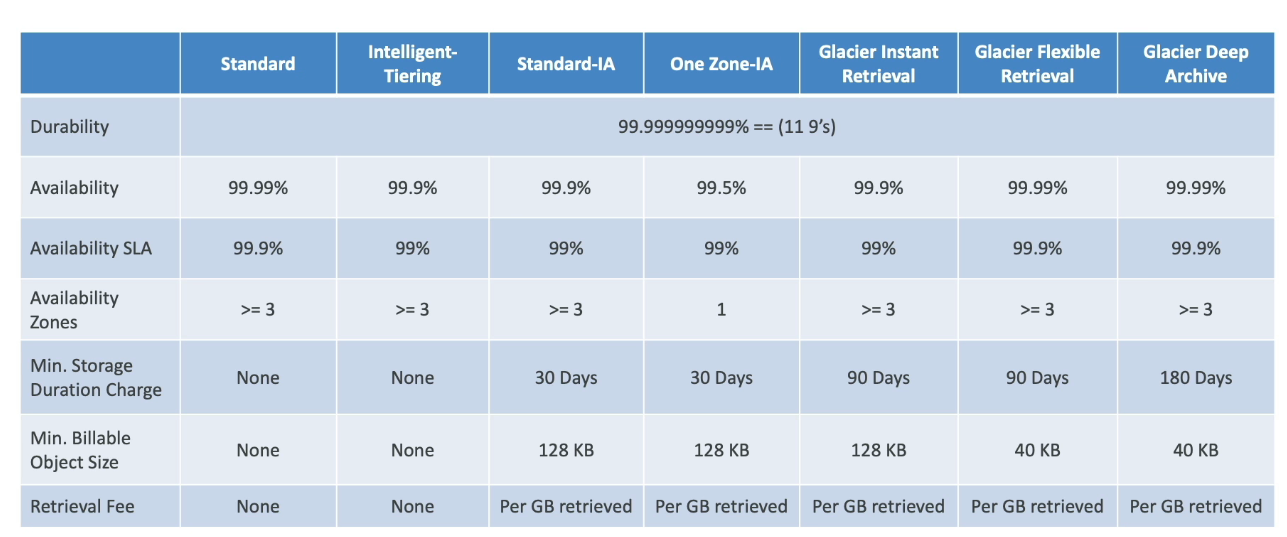 Standard
Intelligent-
Tiering
Standard-IA
One Zone-IA
Glacier Instant
Retrieval
Glacier Flexible
Retrieval
Glacier Deep
Archive
Durability
99.999999999% == (11 9’s)
Availability
99.99%
99.9%
99.9%
99.5%
99.9%
99.99%
99.99%
Availability SLA
99.9%
99%
99%
99%
99%
99.9%
99.9%
Availability
Zones
>= 3
>= 3
>= 3
1
>= 3
>= 3
>= 3
Min. Storage
Duration Charge
None
None
30 Days
30 Days
90 Days
90 Days
180 Days
Min. Billable
Object Size
None
None
128 KB
128 KB
128 KB
40 KB
40 KB
Retrieval Fee
None
None
Per GB retrieved
Per GB retrieved
Per GB retrieved
Per GB retrieved
Per GB retrieved